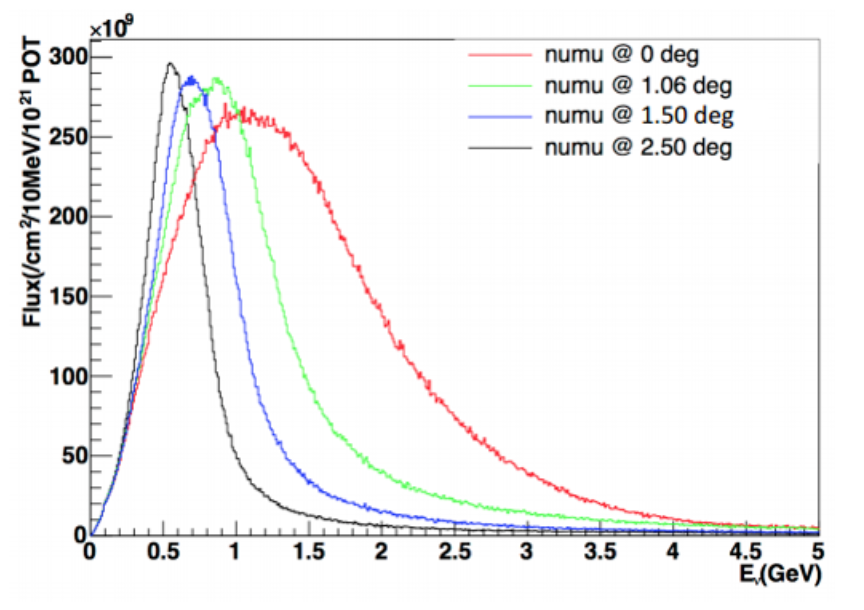 ×10⁹
Flux(/cm²/10MeV/10²¹ POT
300
250
200
150
100
50
0
numu @ 0 deg
numu @ 1.06 deg
numu @ 1.50 deg
numu @ 2.50 deg
0 0.5 1 1.5 2 2.5 3 3.5 4 4.5 5
Eᵥ(GeV)